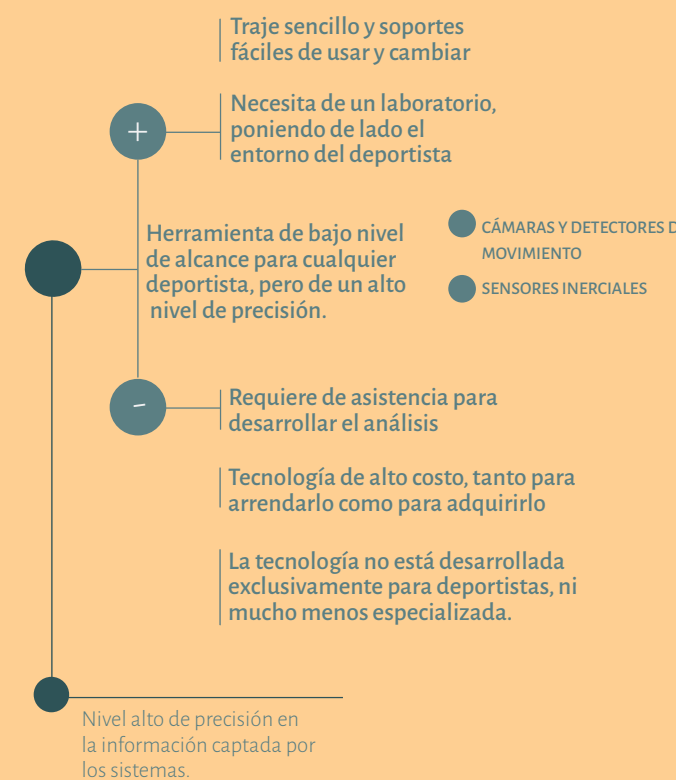 Traje sencillo y soportes
fáciles de usar y cambiar
+
Necesita de un laboratorio,
poniendo de lado el
entorno del deportista
Herramienta de bajo nivel
de alcance para cualquier
deportista, pero de un alto
nivel de precisión.
CÁMARAS Y DETECTORES D
MOVIMIENTO
SENSORES INERCIALES
-
Requiere de asistencia para
desarrollar el análisis
Tecnología de alto costo, tanto para
arrendarlo como para adquirirlo
La tecnología no está desarrollada
exclusivamente para deportistas, ni
mucho menos especializada.
Nivel alto de precisión en
la información captada por
los sistemas.